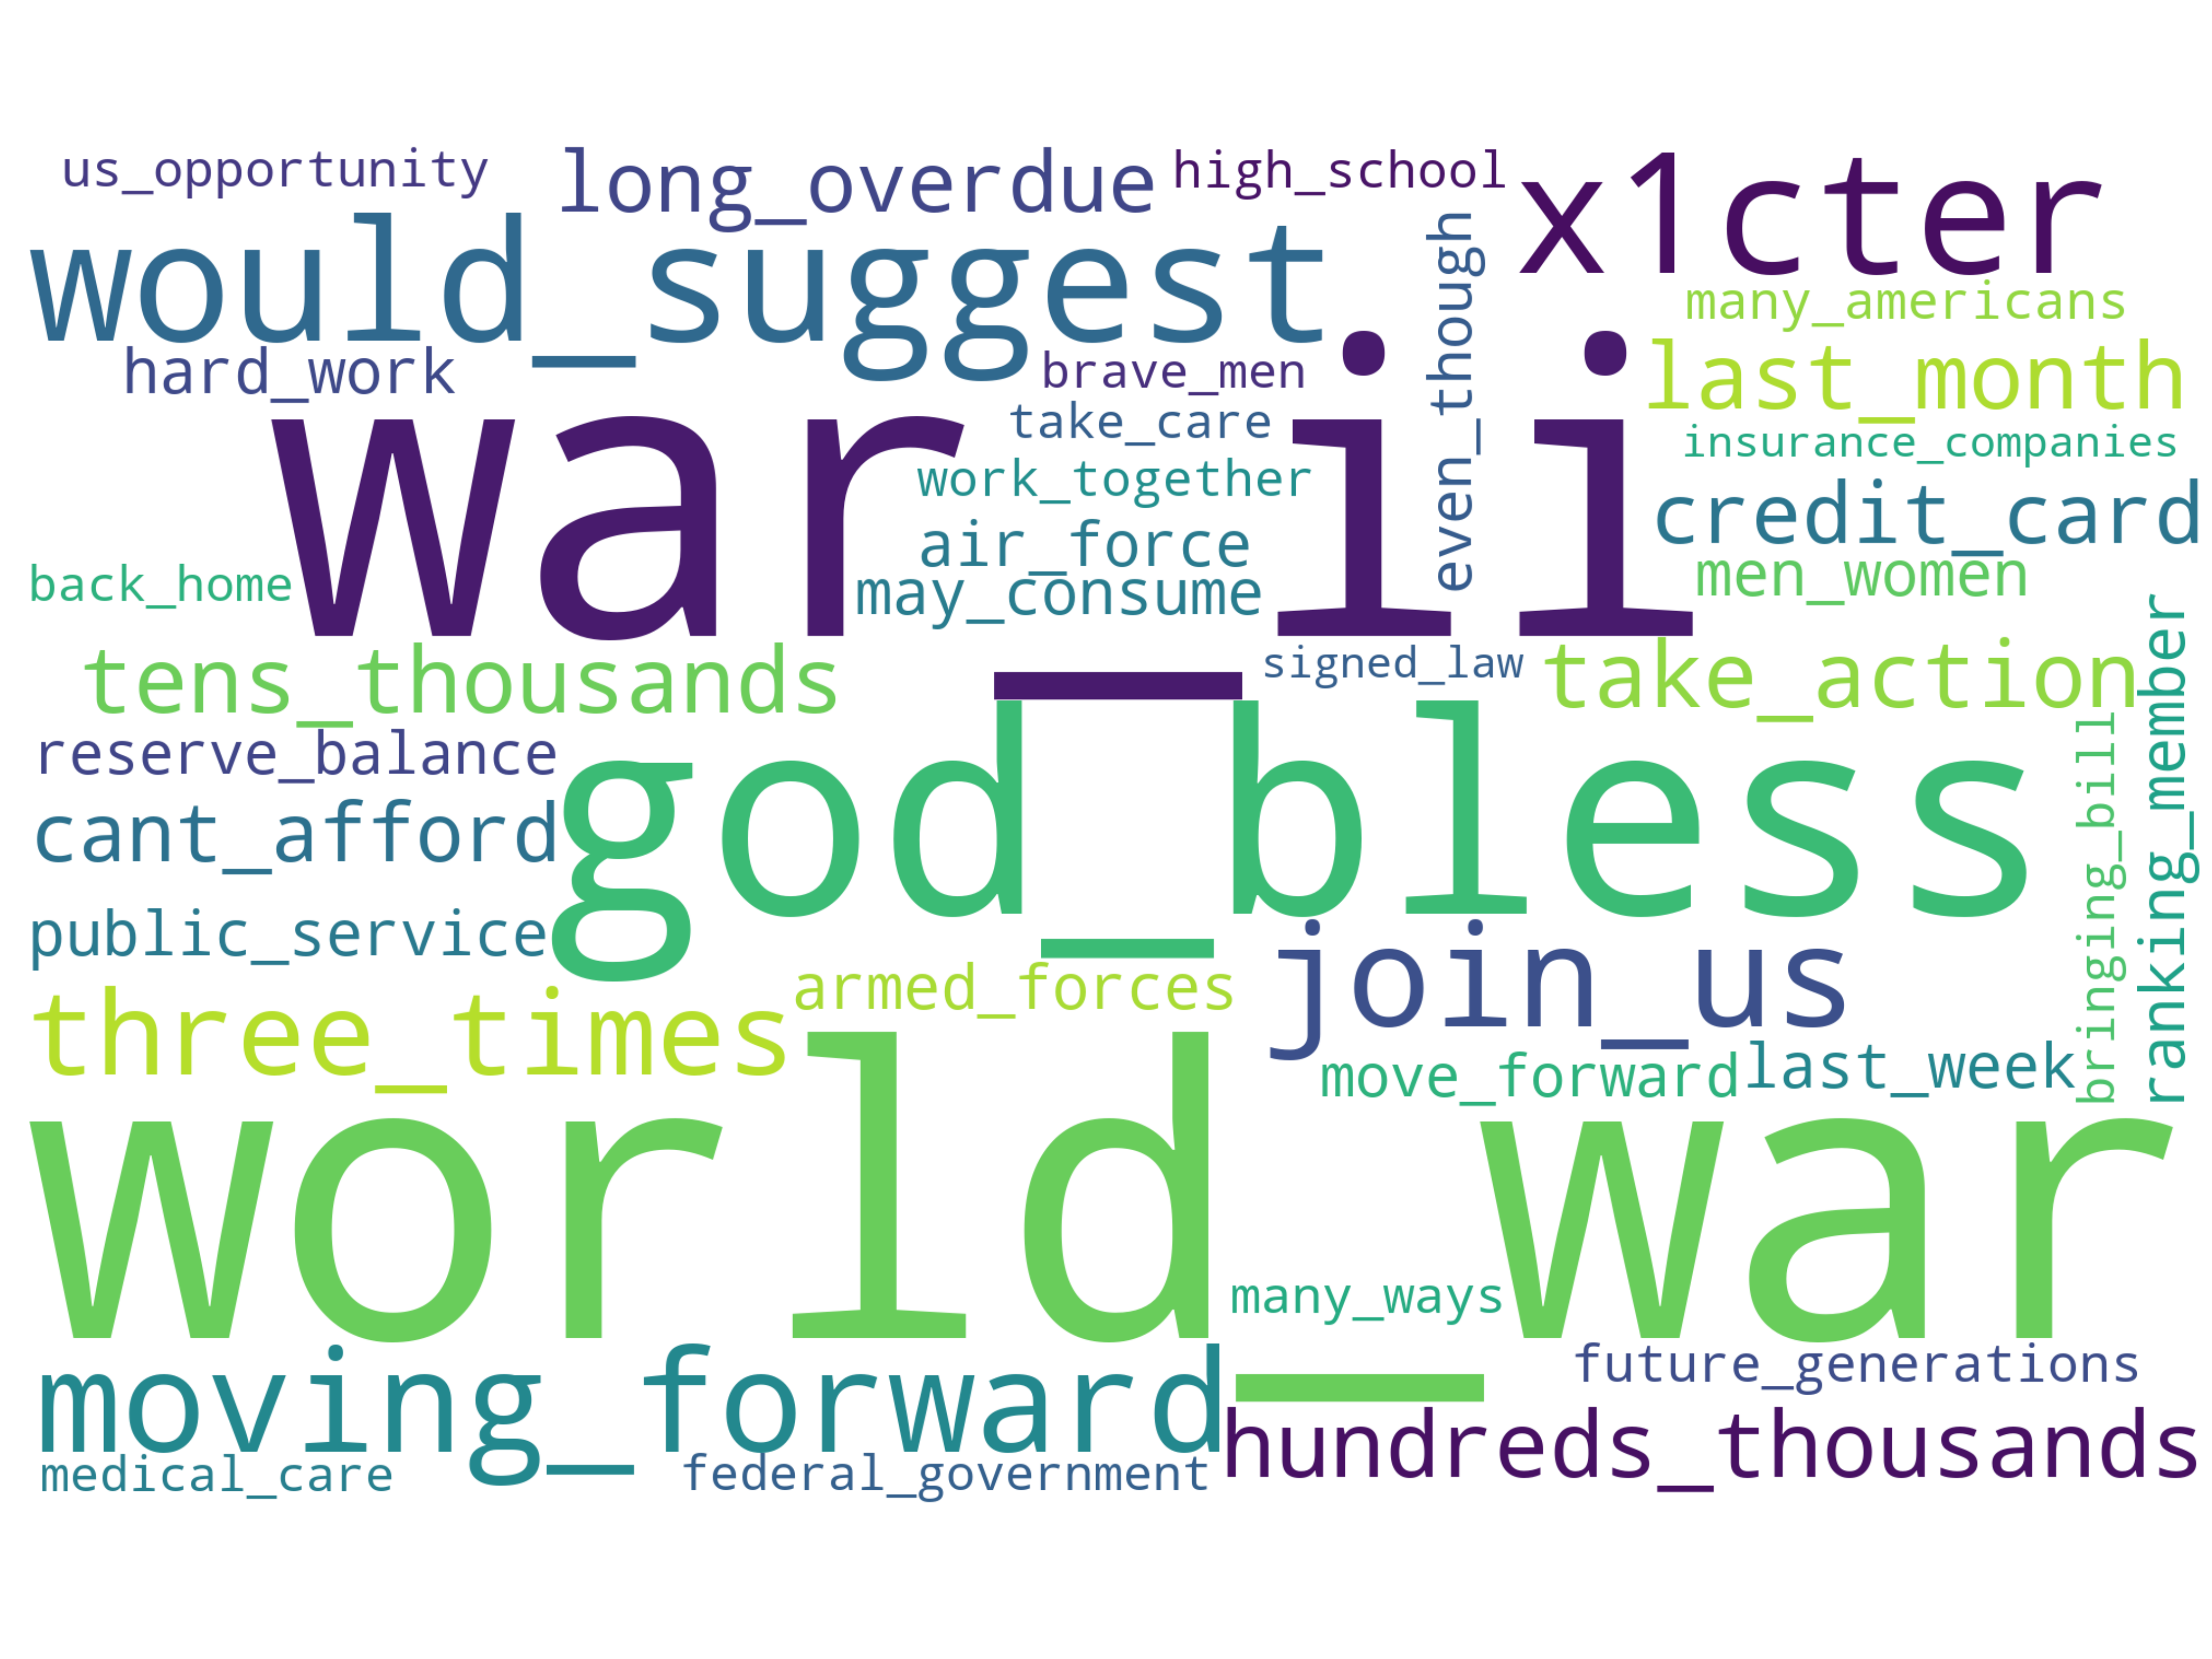 us_opportunity
long_overdue
high_school
x1cter
would_suggest
even_though
many_americans
hard_work
brave_men
last_month
take_care
war_ii
insurance_companies
work_together
credit_card
air_force
back_home
may_consume
men_women
tens_thousands
signed_law
take_action
ranking_member
bringing_bill
reserve_balance
god_bless
cant_afford
public_service
join_us
armed_forces
three_times
move_forward
last_week
world_war
many_ways
moving_forward
future_generations
hundreds_thousands
medical_care
federal_government